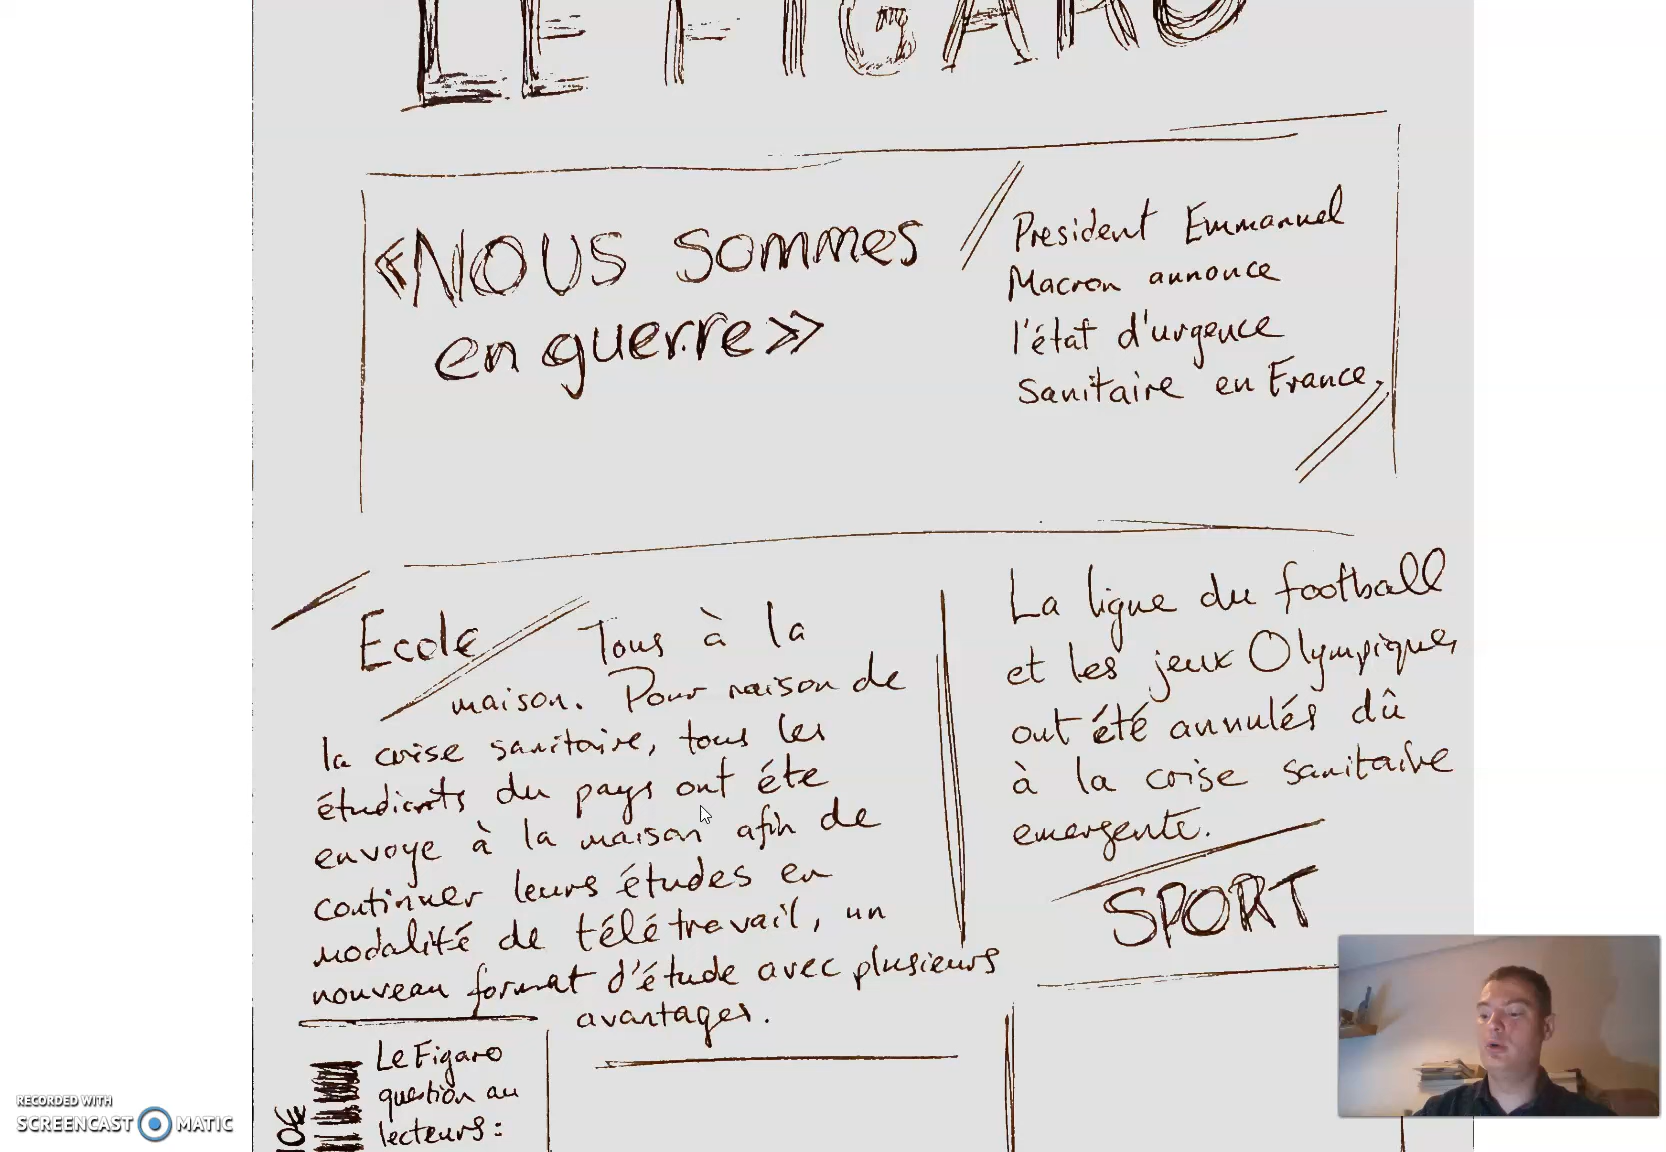 LE FIGARO
«NOUS sommes
en guerre»
President Emmanuel
Macron annonce
l'état d'urgence
sanitaire en France.
Ecole
Tous à la
maison. Pour raison de
la crise sanitaire, tous les
étudiants du pays ont éte
envoye à la maison afin de
continuer leurs études en
modalité de télétravail, un
nouveau format d'étude avec plusieurs
avantages.
La ligue du football
et les jeux Olympiques
ont été annulés dû
à la crise sanitaire
emergente.
SPORT
Le Figaro
question au
lecteurs:
10€
RECORDED WITH
SCREENCAST MATIC